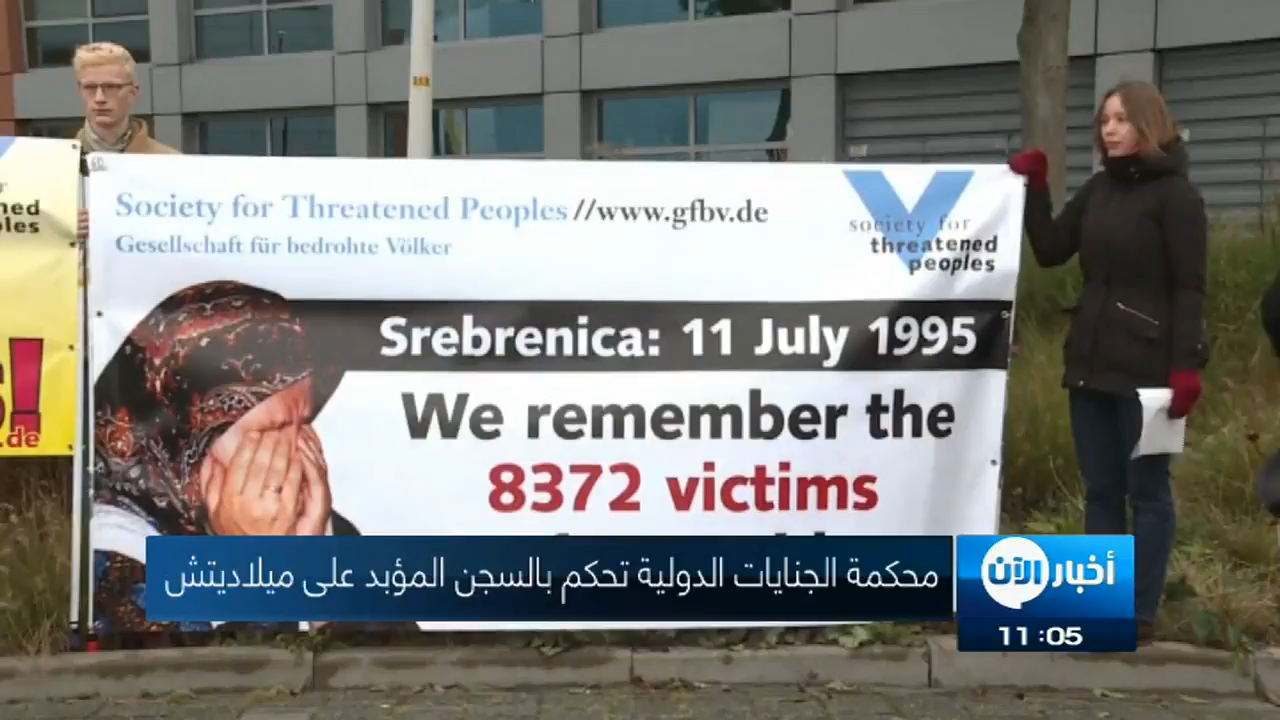 Society for Threatened Peoples//www.gfbv.de
Gesellschaft für bedrohte Völker
society for
threatened
peoples
Srebrenica: 11 July 1995
We remember the
8372 victims
S!
.de
محكمة الجنايات الدولية تحكم بالسجن المؤبد على ميلاديتش
أخبار الآن
11:05